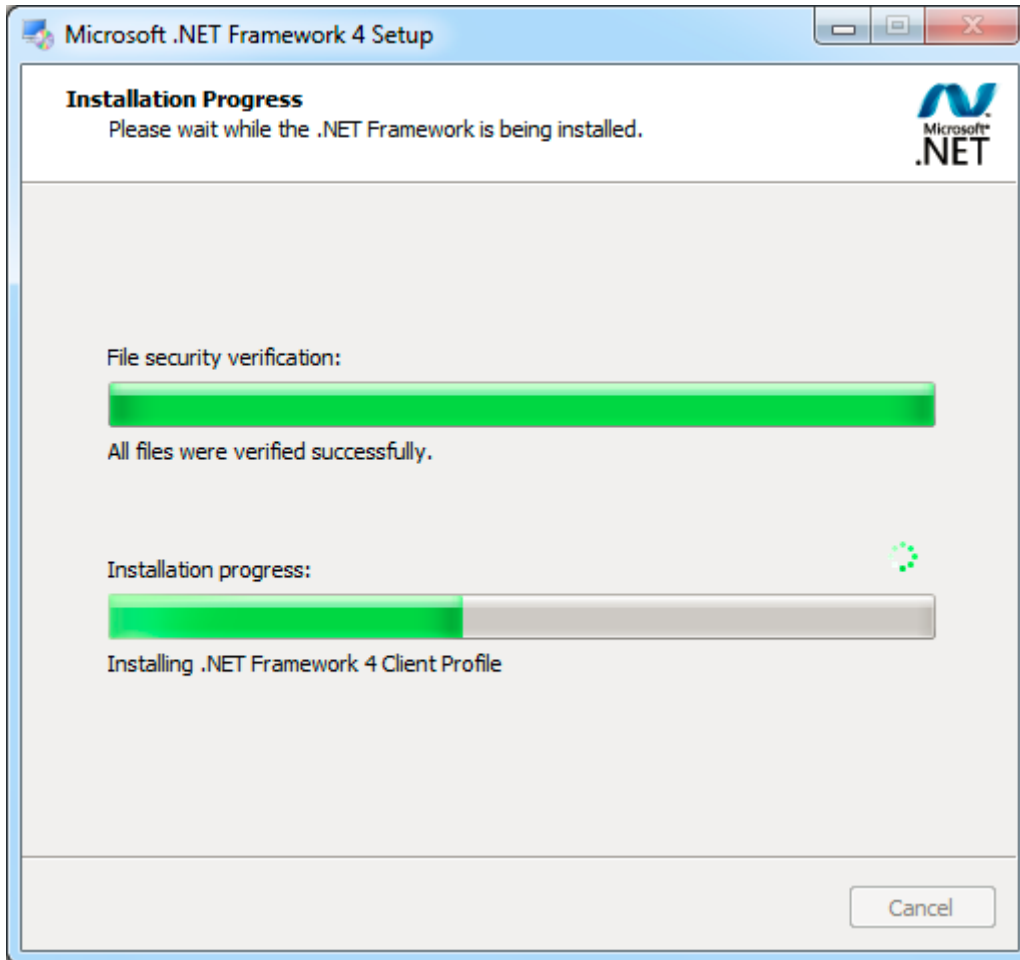 Microsoft .NET Framework 4 Setup
Installation Progress
Please wait while the .NET Framework is being installed.
Microsoft®
.NET
File security verification:
All files were verified successfully.
Installation progress:
Installing .NET Framework 4 Client Profile
Cancel